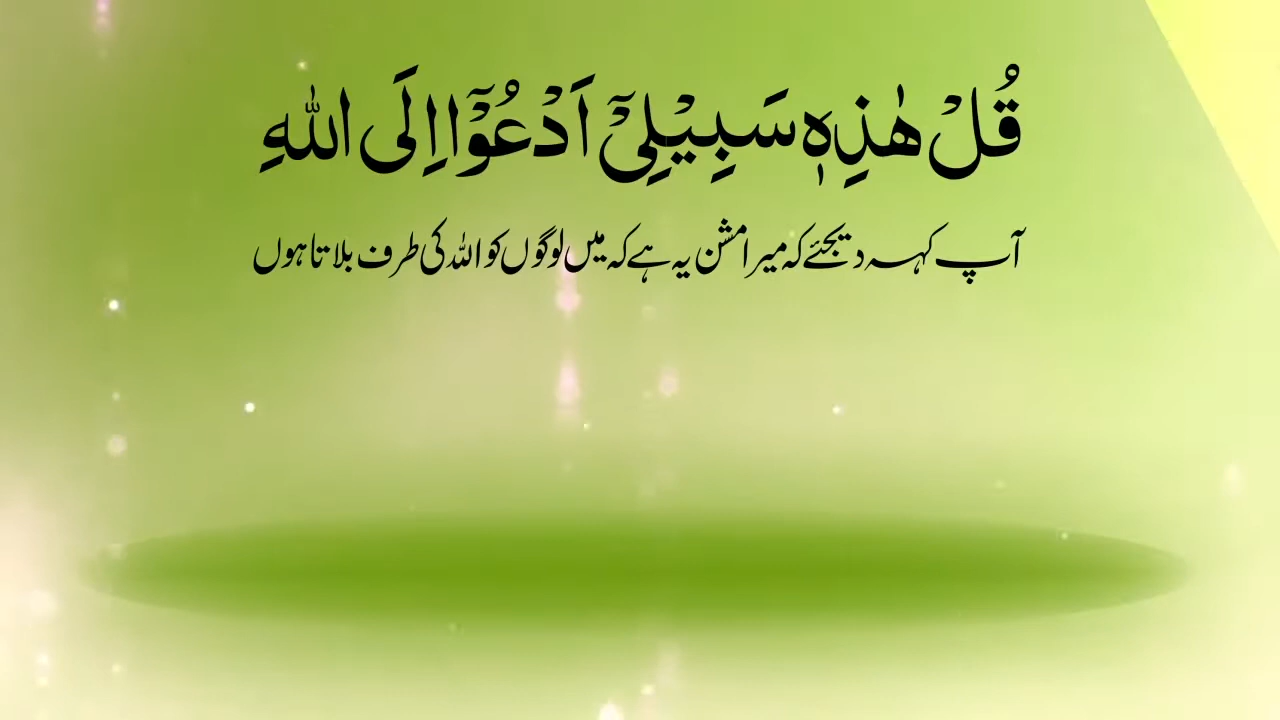 قُلْ هٰذِهٖ سَبِیْلِیْۤ اَدْعُوْۤا اِلَی اللّٰهِ
آپ کہہ دیجئے کہ میرا مشن یہ ہے کہ میں لوگوں کو اللہ کی طرف بلاتا ہوں